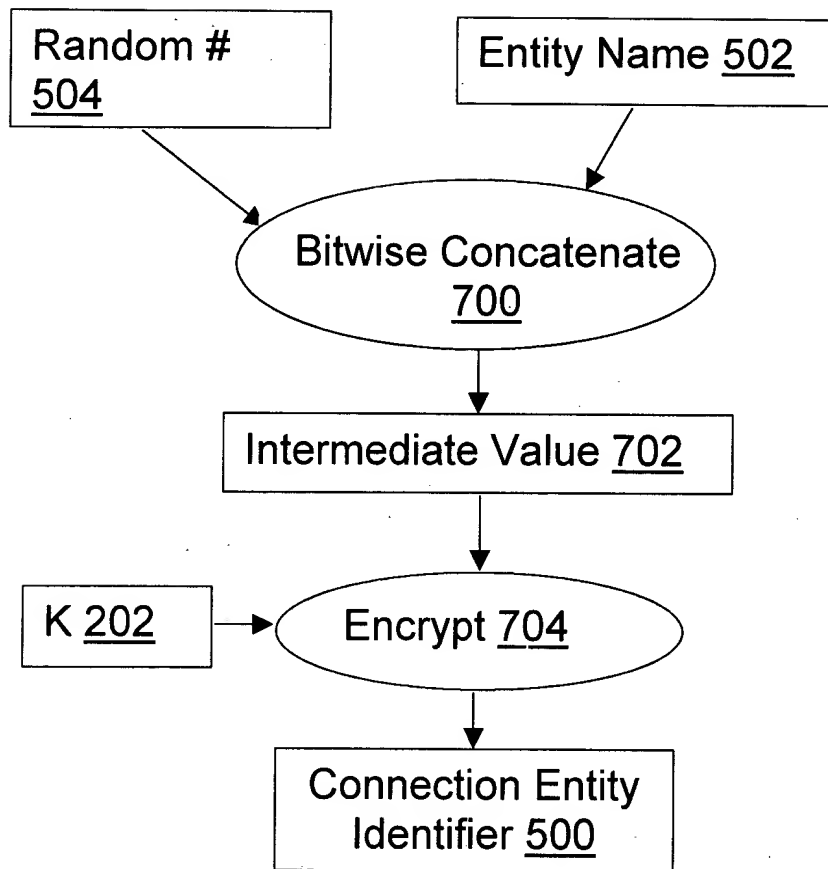 Random #
504
Entity Name 502
Bitwise Concatenate
700
Intermediate Value 702
K 202
Encrypt 704
Connection Entity
Identifier 500